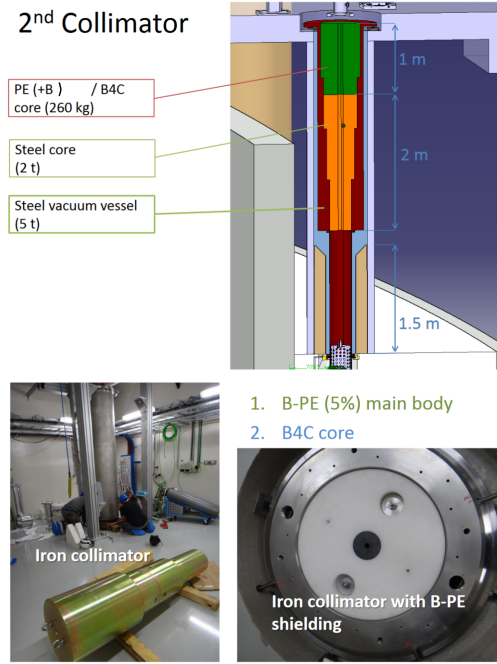 2nd Collimator
PE (+B ) / B4C
core (260 kg)
Steel core
(2 t)
Steel vacuum vessel
(5 t)
1 m
2 m
1.5 m
1. B-PE (5%) main body
2. B4C core
Iron collimator
Iron collimator with B-PE
shielding